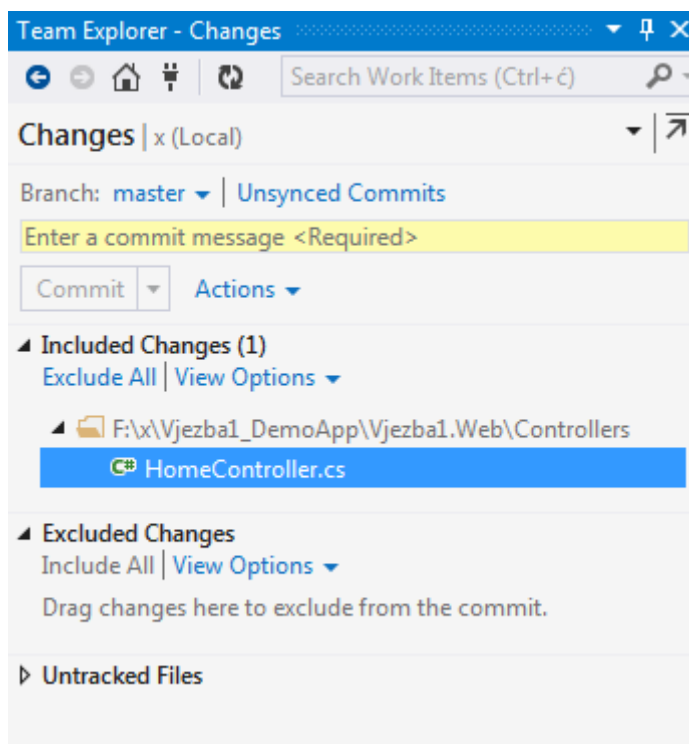 Team Explorer - Changes
Search Work Items (Ctrl+ć)
Changes | x (Local)
Branch: master | Unsynced Commits
Enter a commit message <Required>
Commit Actions
Included Changes (1)
Exclude All | View Options
F:\x\Vjezba1_DemoApp\Vjezba1.Web\Controllers
C# HomeController.cs
Excluded Changes
Include All | View Options
Drag changes here to exclude from the commit.
Untracked Files